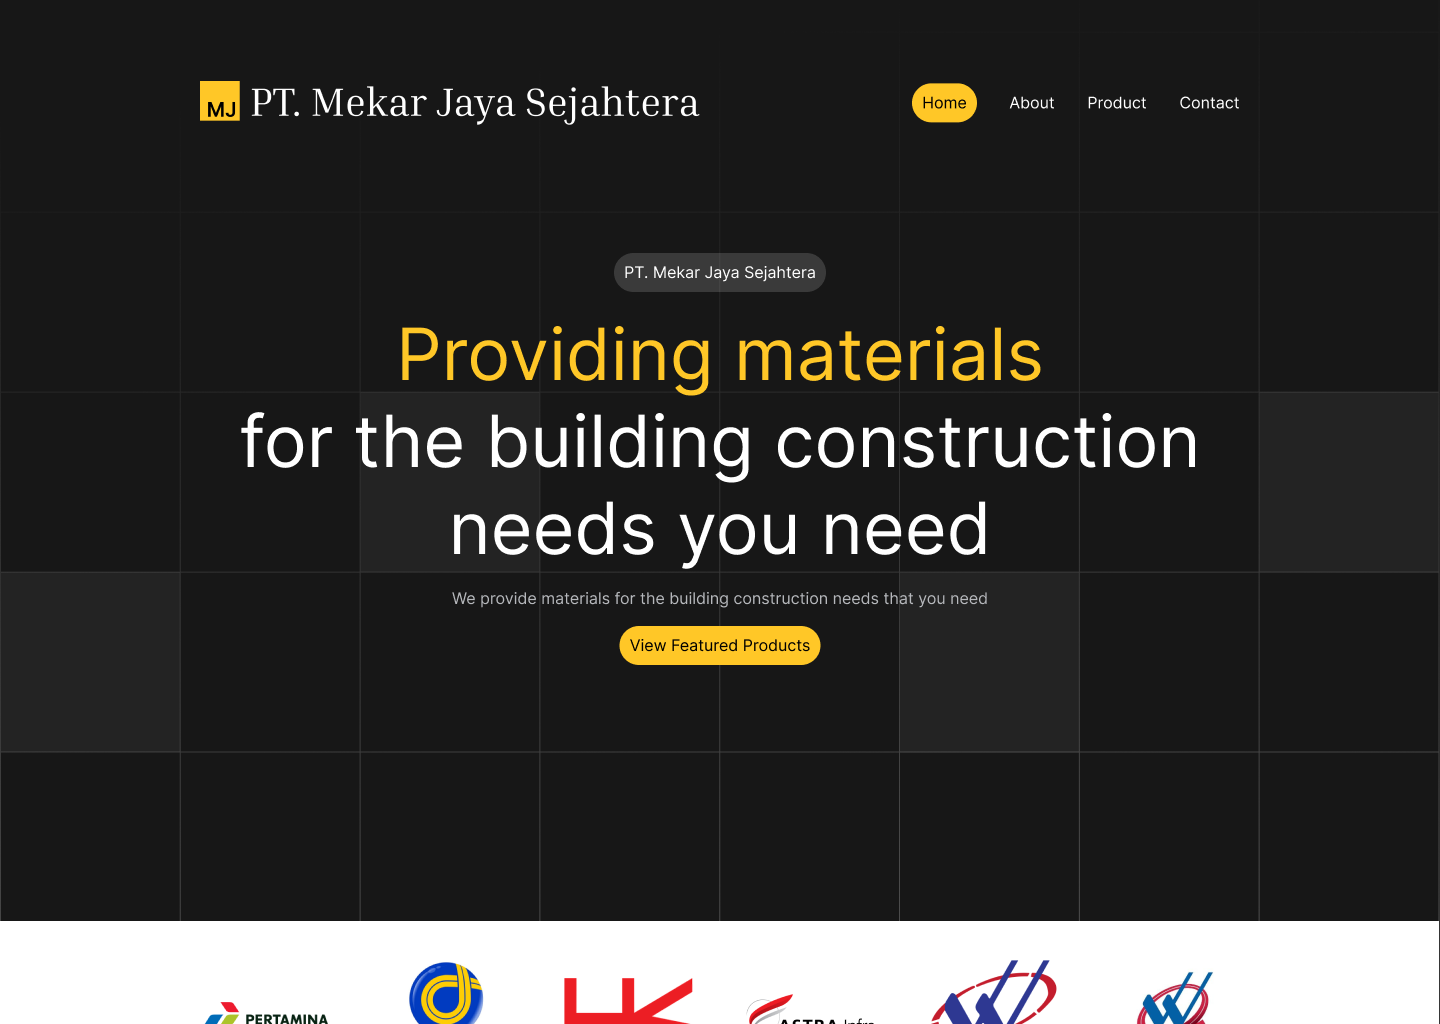 MJ PT. Mekar Jaya Sejahtera
Home About Product Contact
PT. Mekar Jaya Sejahtera
Providing materials
for the building construction
needs you need
We provide materials for the building construction needs that you need
View Featured Products
PERTAMINA
HK
ASTRA Infra